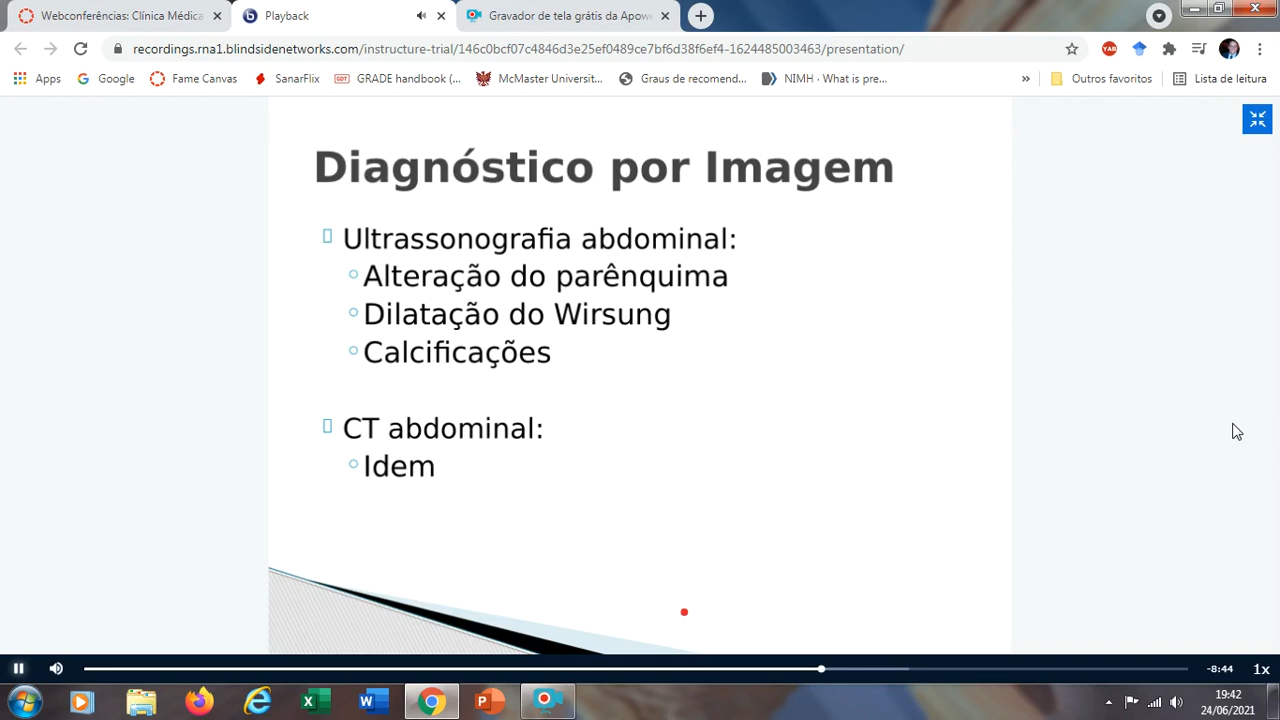 Webconferências: Clínica Médica
Playback
Gravador de tela grátis da Apowe
recordings.rna1.blindsidenetworks.com/instructure-trial/146c0bcf07c4846d3e25ef0489ce7bf6d38f6ef4-1624485003463/presentation/
YAB
Apps
Google
Fame Canvas
SanarFlix
GOT
GRADE handbook (...
McMaster Universit...
Graus de recomend...
NIMH · What is pre...
»
Outros favoritos
Lista de leitura
Diagnóstico por Imagem
Ultrassonografia abdominal:
Alteração do parênquima
Dilatação do Wirsung
Calcificações
CT abdominal:
Idem
-8:44
1x
19:42
24/06/2021